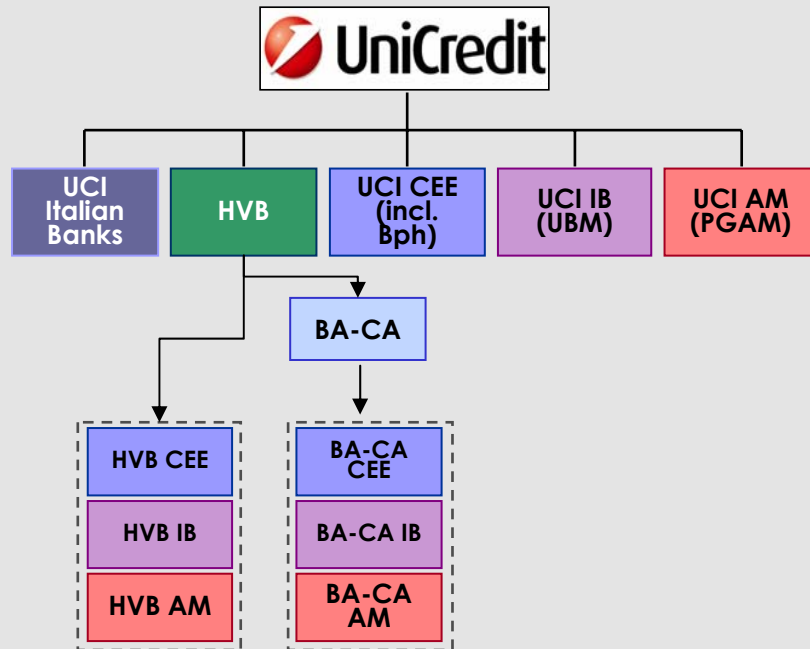 UniCredit
UCI
Italian
Banks
HVB
UCI CEE
(incl.
Bph)
UCI IB
(UBM)
UCI AM
(PGAM)
BA-CA
HVB CEE
HVB IB
HVB AM
BA-CA
CEE
BA-CA IB
BA-CA
AM